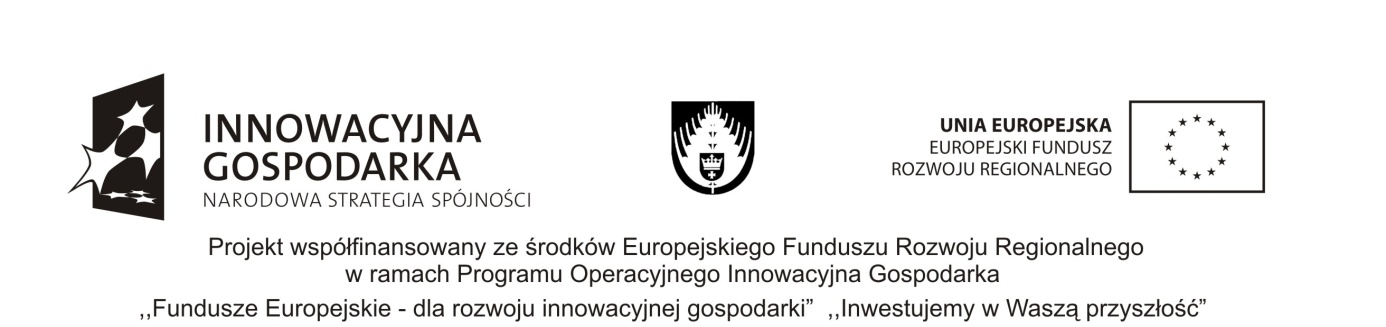 INNOWACYJNA
GOSPODARKA
NARODOWA STRATEGIA SPÓJNOŚCI
UNIA EUROPEJSKA
EUROPEJSKI FUNDUSZ
ROZWOJU REGIONALNEGO
Projekt współfinansowany ze środków Europejskiego Funduszu Rozwoju Regionalnego
w ramach Programu Operacyjnego Innowacyjna Gospodarka
,,Fundusze Europejskie - dla rozwoju innowacyjnej gospodarki” ,,Inwestujemy w Waszą przyszłość”